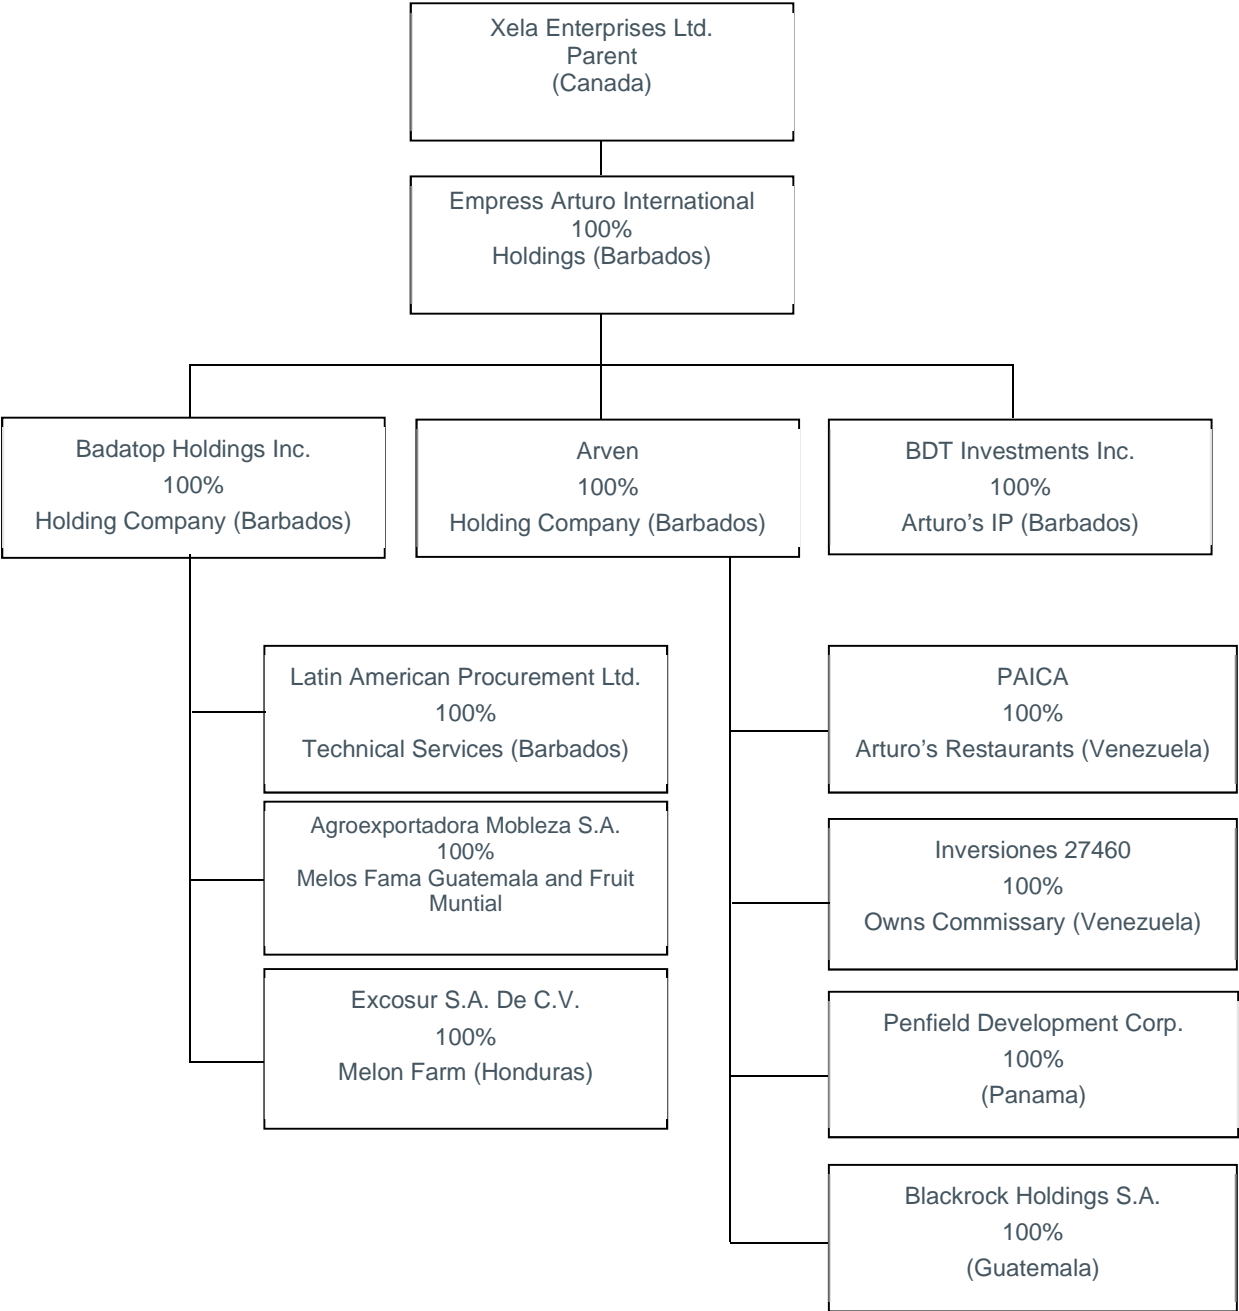 Xela Enterprises Ltd.
Parent
(Canada)
Empress Arturo International
100%
Holdings (Barbados)
Badatop Holdings Inc.
100%
Holding Company (Barbados)
Arven
100%
Holding Company (Barbados)
BDT Investments Inc.
100%
Arturo’s IP (Barbados)
Latin American Procurement Ltd.
100%
Technical Services (Barbados)
Agroexportadora Mobleza S.A.
100%
Melos Fama Guatemala and Fruit
Muntial
Excosur S.A. De C.V.
100%
Melon Farm (Honduras)
PAICA
100%
Arturo’s Restaurants (Venezuela)
Inversiones 27460
100%
Owns Commissary (Venezuela)
Penfield Development Corp.
100%
(Panama)
Blackrock Holdings S.A.
100%
(Guatemala)